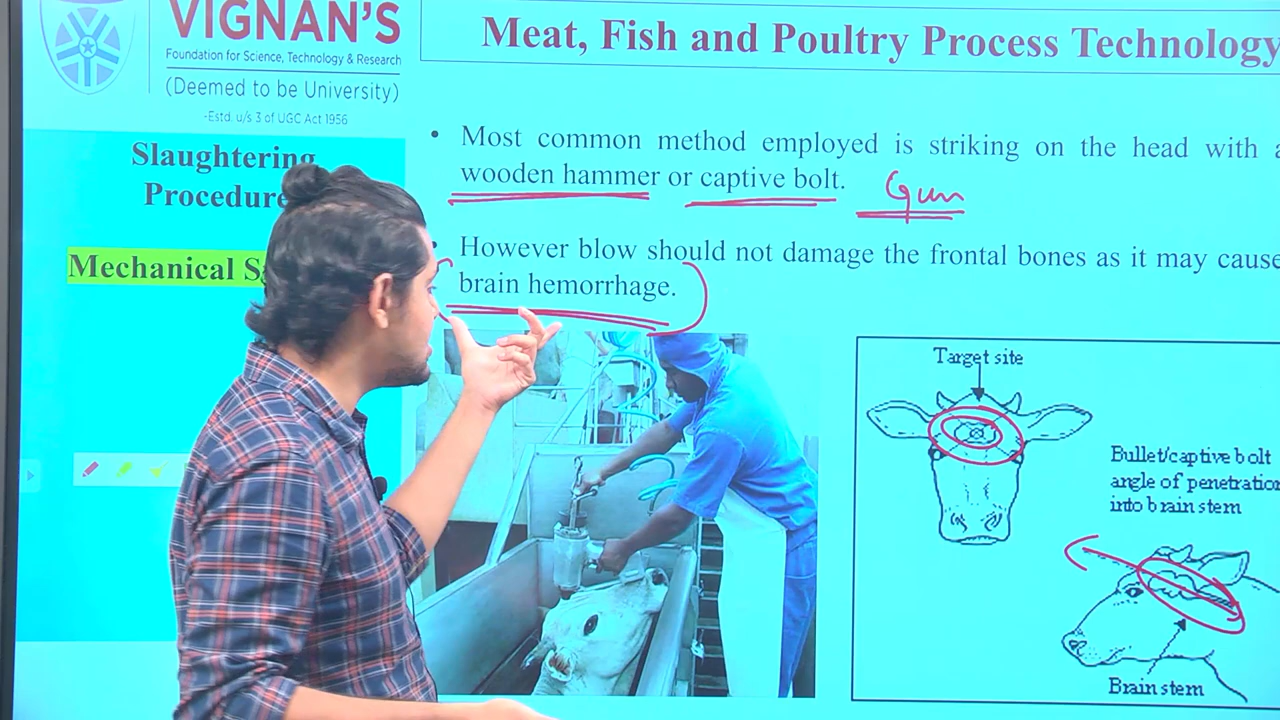 VIGNAN'S
Foundation for Science, Technology & Research
(Deemed to be University)
-Estd. u/s 3 of UGC Act 1956
Meat, Fish and Poultry Process Technology
Slaughtering
Procedure
Mechanical
• Most common method employed is striking on the head with a
wooden hammer or captive bolt. Gun
• However blow should not damage the frontal bones as it may cause
brain hemorrhage.
Target site
Bullet/captive bolt
angle of penetration
into brain stem
Brain stem